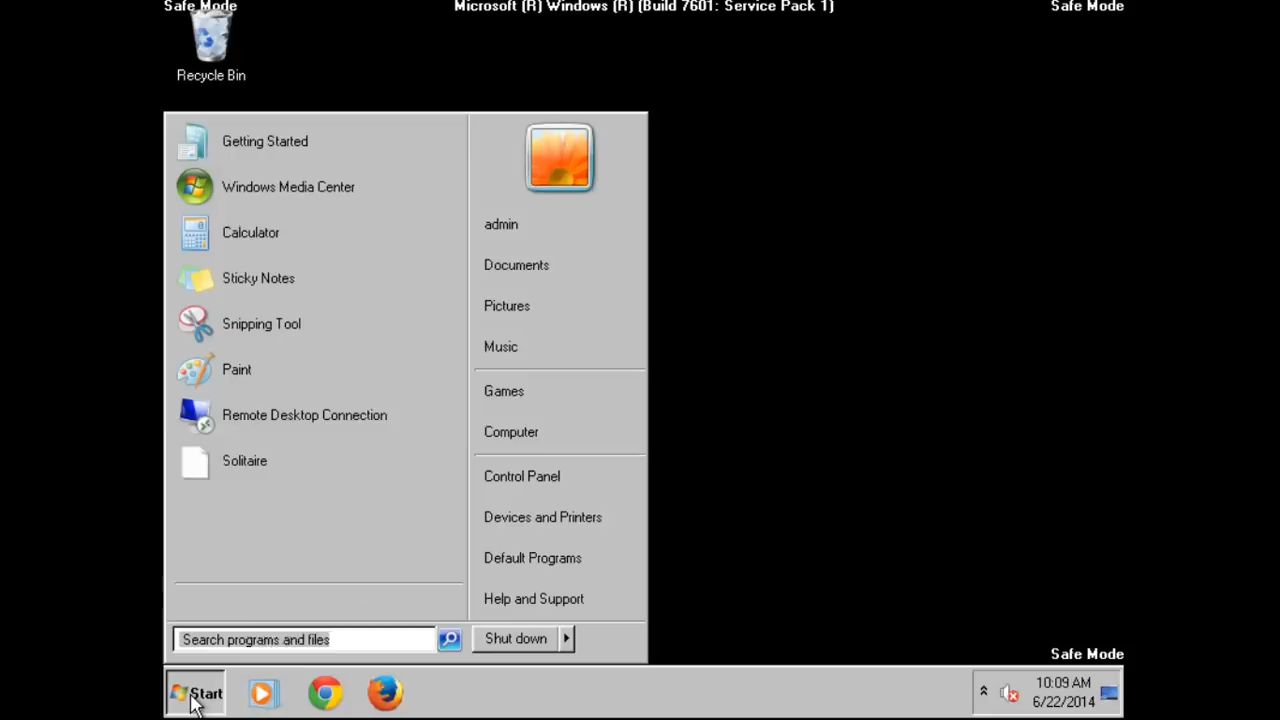 Safe Mode
Microsoft (R) Windows (R) (Build 7601: Service Pack 1)
Safe Mode
Recycle Bin
Getting Started
Windows Media Center
Calculator
Sticky Notes
Snipping Tool
Paint
Remote Desktop Connection
Solitaire
Search programs and files
admin
Documents
Pictures
Music
Games
Computer
Control Panel
Devices and Printers
Default Programs
Help and Support
Shut down
Safe Mode
Start
10:09 AM
6/22/2014